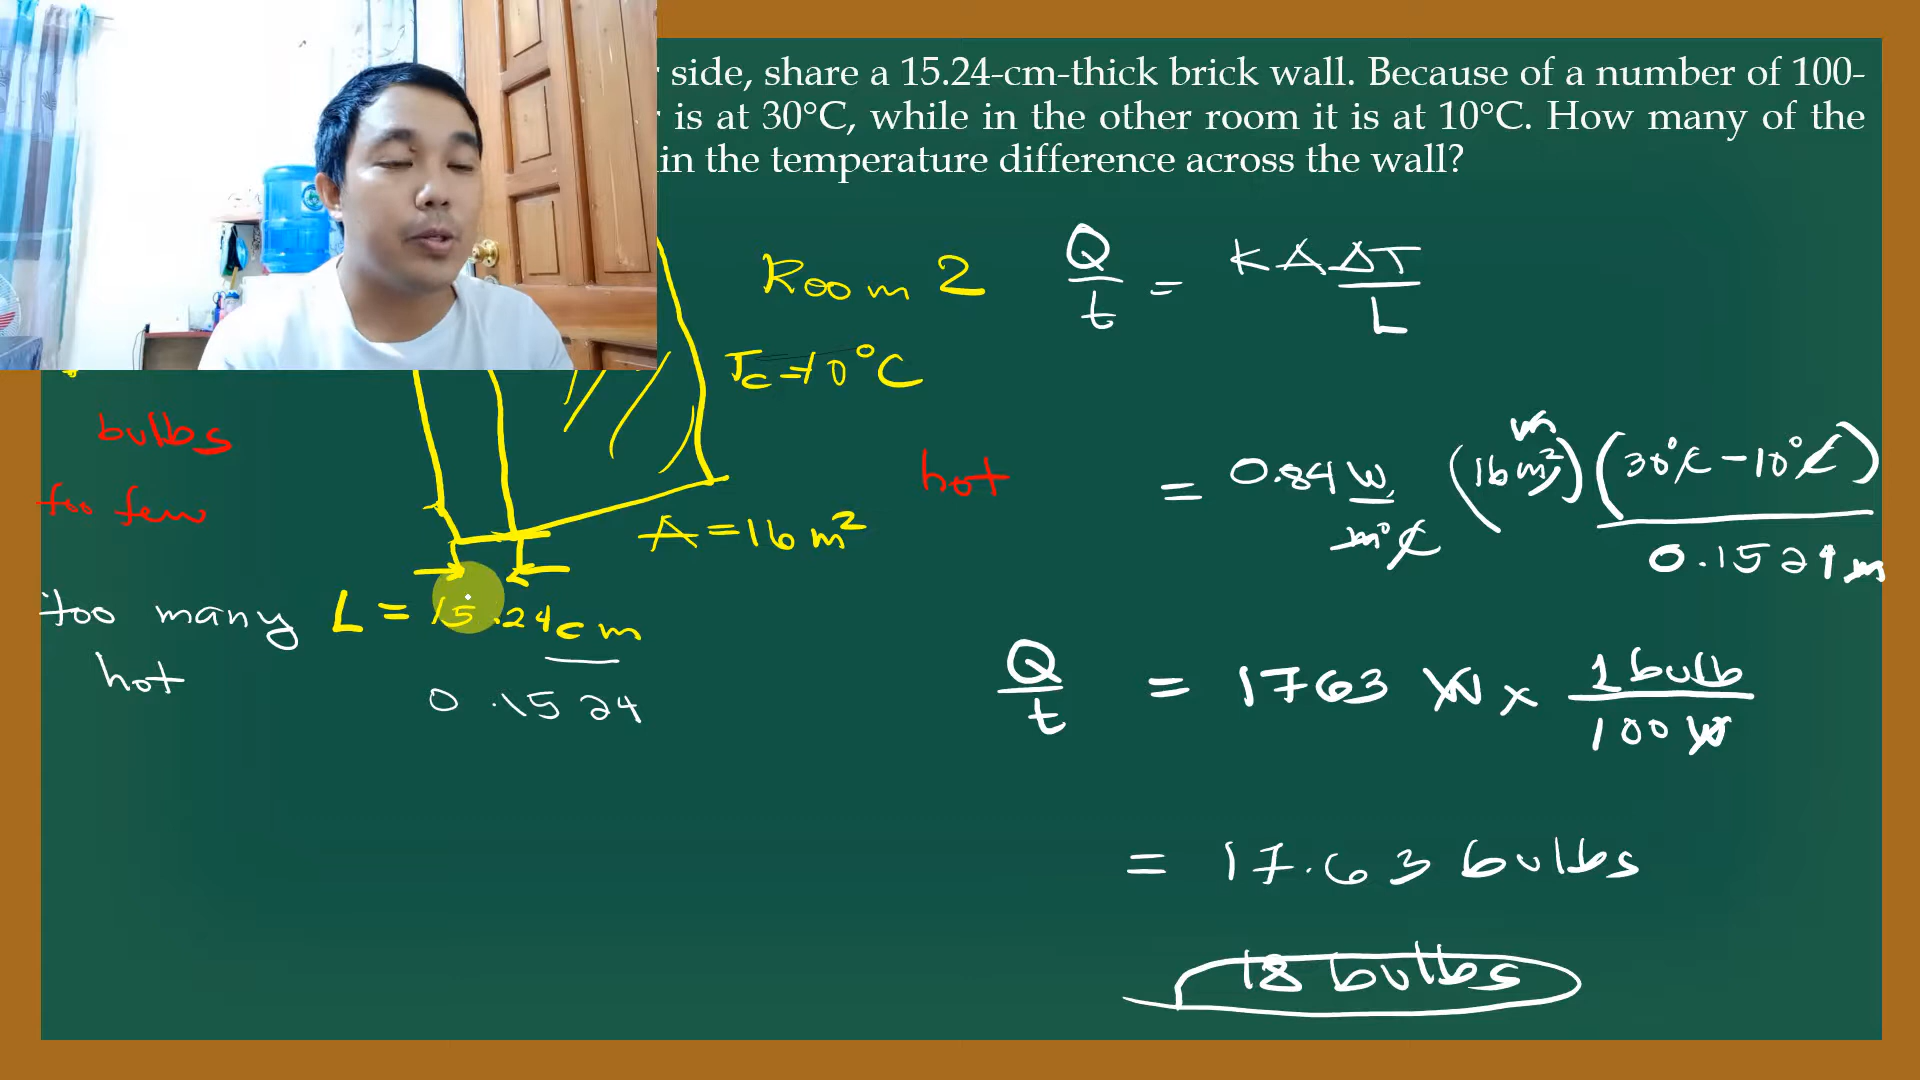 side, share a 15.24-cm-thick brick wall. Because of a number of 100-
is at 30°C, while in the other room it is at 10°C. How many of the
in the temperature difference across the wall?
Room 2
Q/t = KAΔT/L
Tc = 10°C
bulbs
too few
hot
= 0.84 W/m°C (16 m²) (30°C - 10°C)/0.1524 m
m
A = 16 m²
too many
hot
L = 15.24 cm
0.1524
Q/t = 1763 W x 1 bulb/100 W
= 17.63 bulbs
18 bulbs